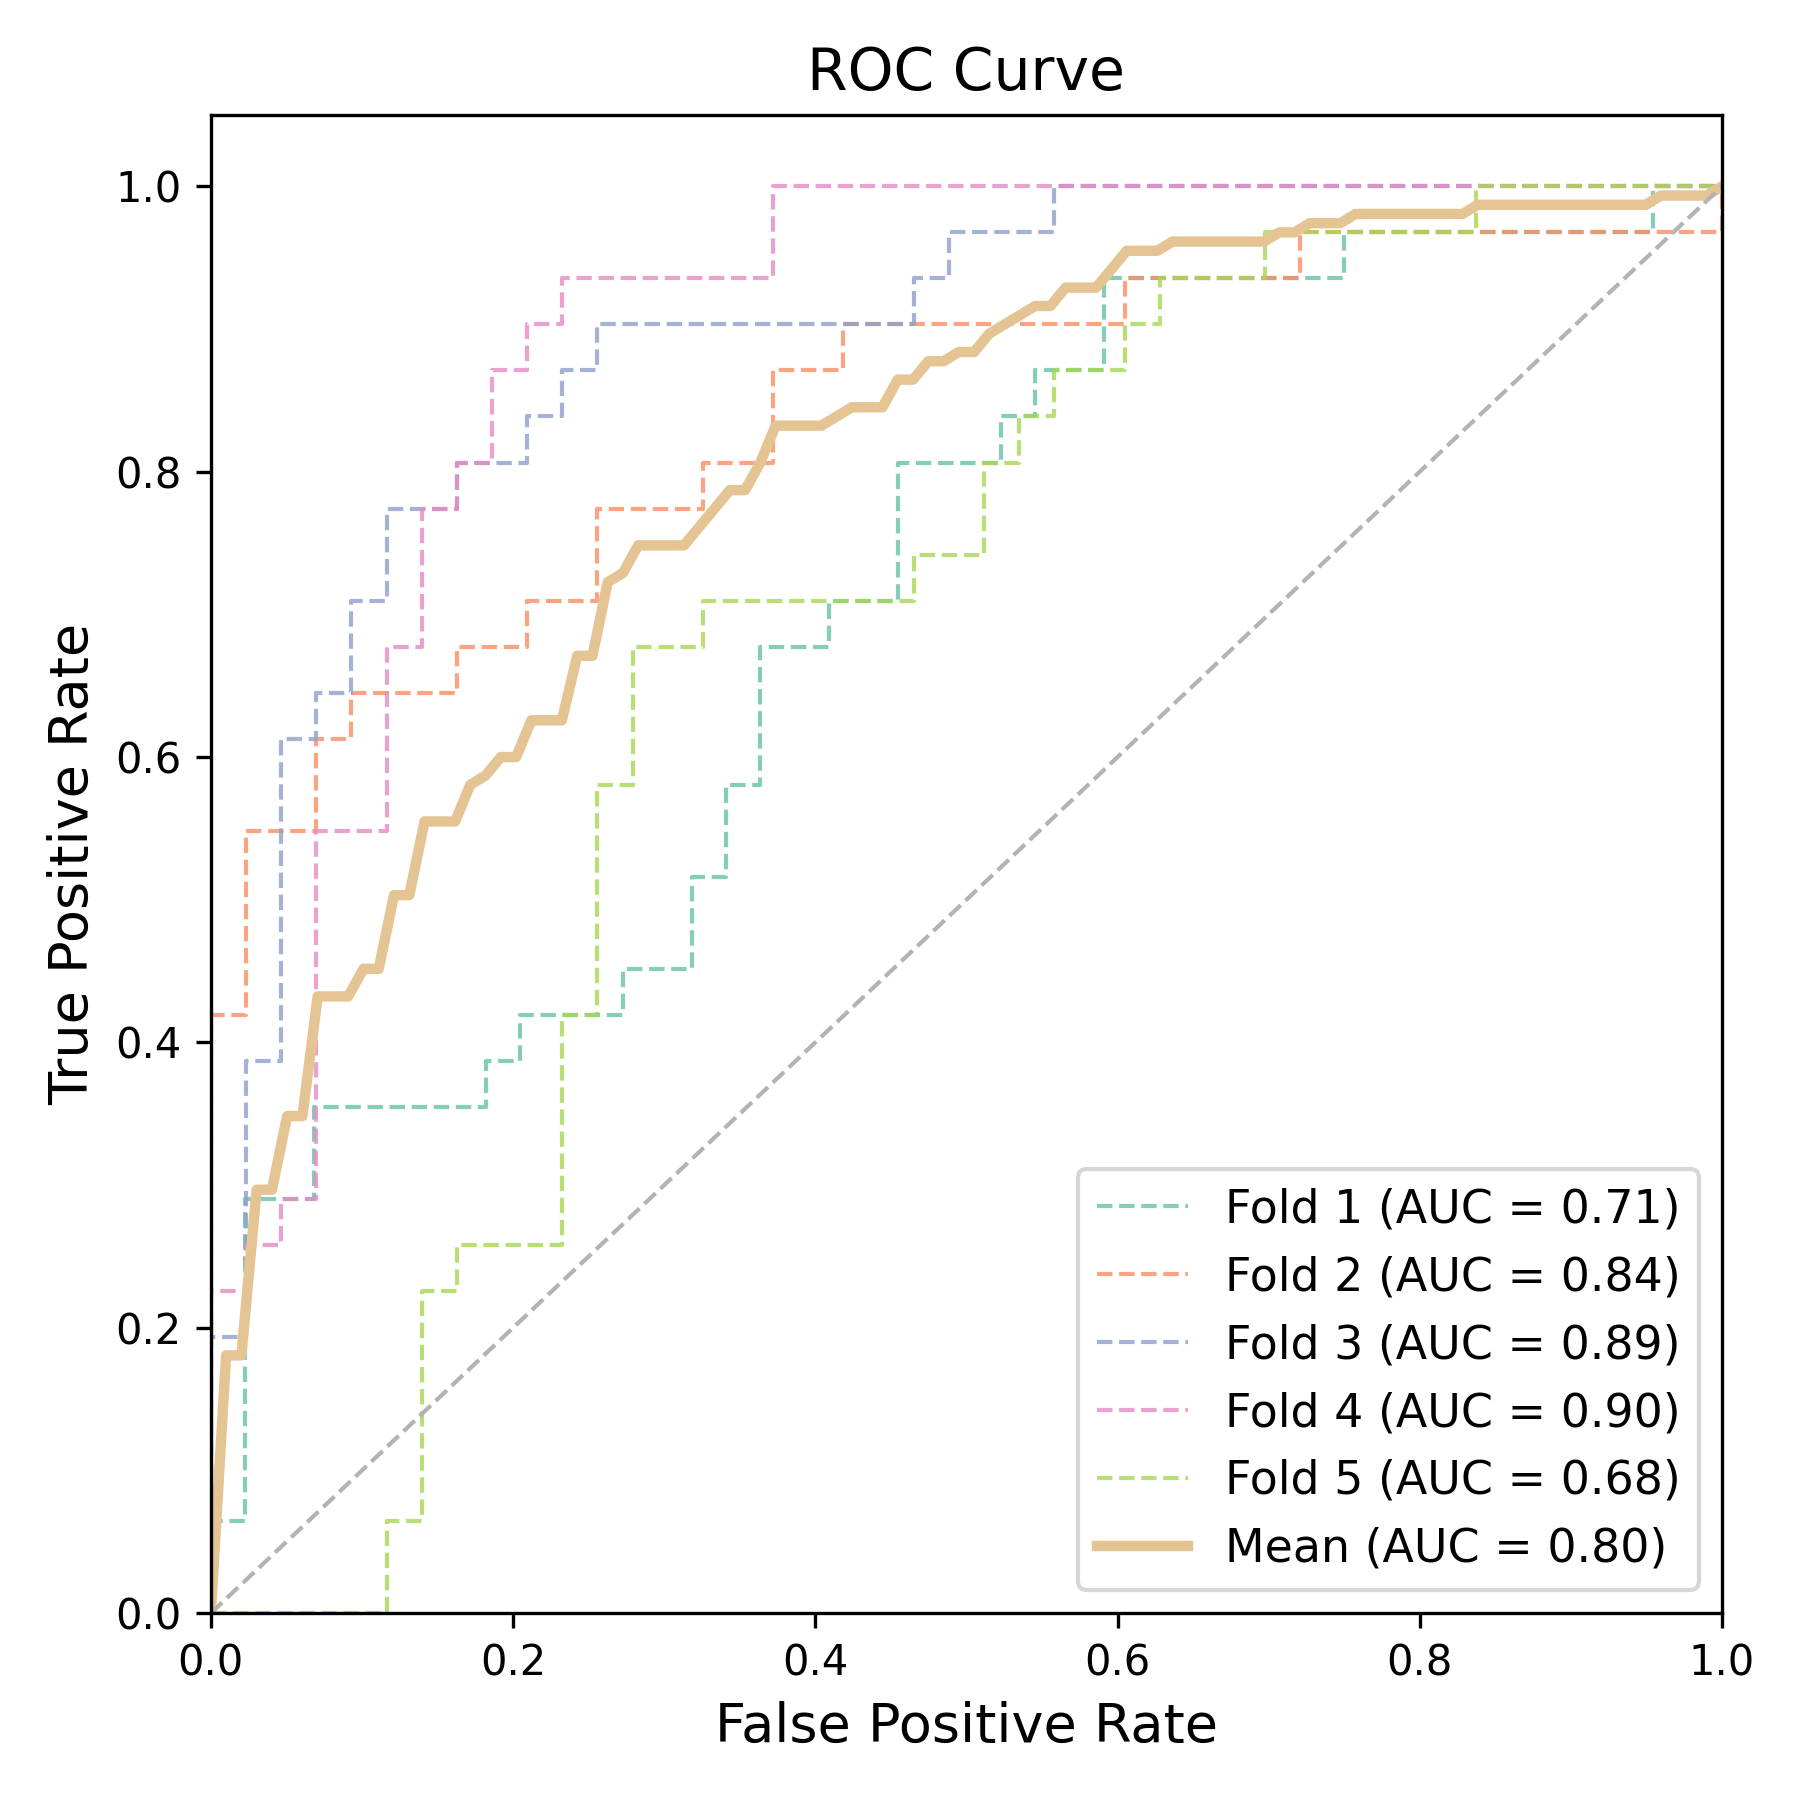 ROC Curve
True Positive Rate
1.0
0.8
0.6
0.4
0.2
0.0
Fold 1 (AUC = 0.71)
Fold 2 (AUC = 0.84)
Fold 3 (AUC = 0.89)
Fold 4 (AUC = 0.90)
Fold 5 (AUC = 0.68)
Mean (AUC = 0.80)
0.0 0.2 0.4 0.6 0.8 1.0
False Positive Rate